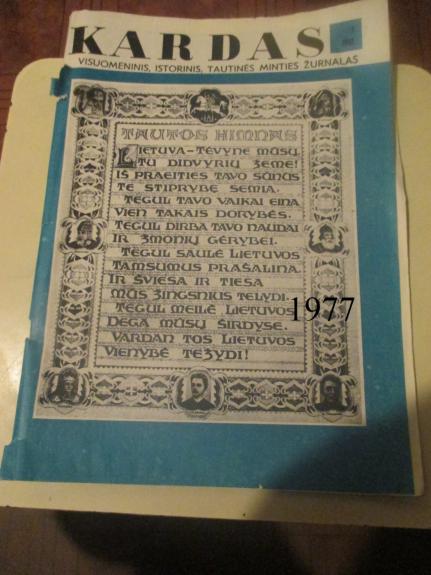 KARDAS
VISUOMENINIS, ISTORINIS, TAUTINĖS MINTIES ŽURNALAS
TAUTOS HIMNAS
LIETUVA-TĖVYNE MŪSŲ,
TU DIDVYRIŲ ŽEME!
IŠ PRAEITIES TAVO SŪNŪS
TE STIPRYBĘ SEMIA.
TEGUL TAVO VAIKAI EINA
VIEN TAKAIS DORYBĖS.
TEGUL DIRBA TAVO NAUDAI
IR ŽMONIŲ GĖRYBEI.
TEGUL SAULĖ LIETUVOS
TAMSUMUS PRAŠALINA.
IR ŠVIESA IR TIESA
MŪS ŽINGSNIUS TELYDI.
TEGUL MEILĖ LIETUVOS
DEGA MŪSŲ ŠIRDYSE.
VARDAN TOS LIETUVOS
VIENYBĖ TEŽYDI!
1977